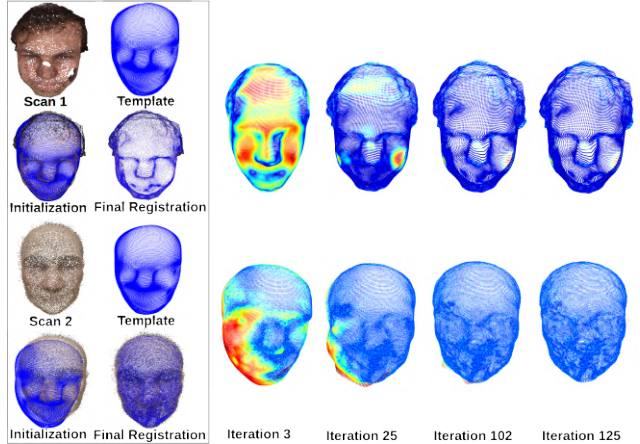 Scan 1 Template
Initialization Final Registration
Scan 2 Template
Initialization Final Registration
Iteration 3 Iteration 25 Iteration 102 Iteration 125